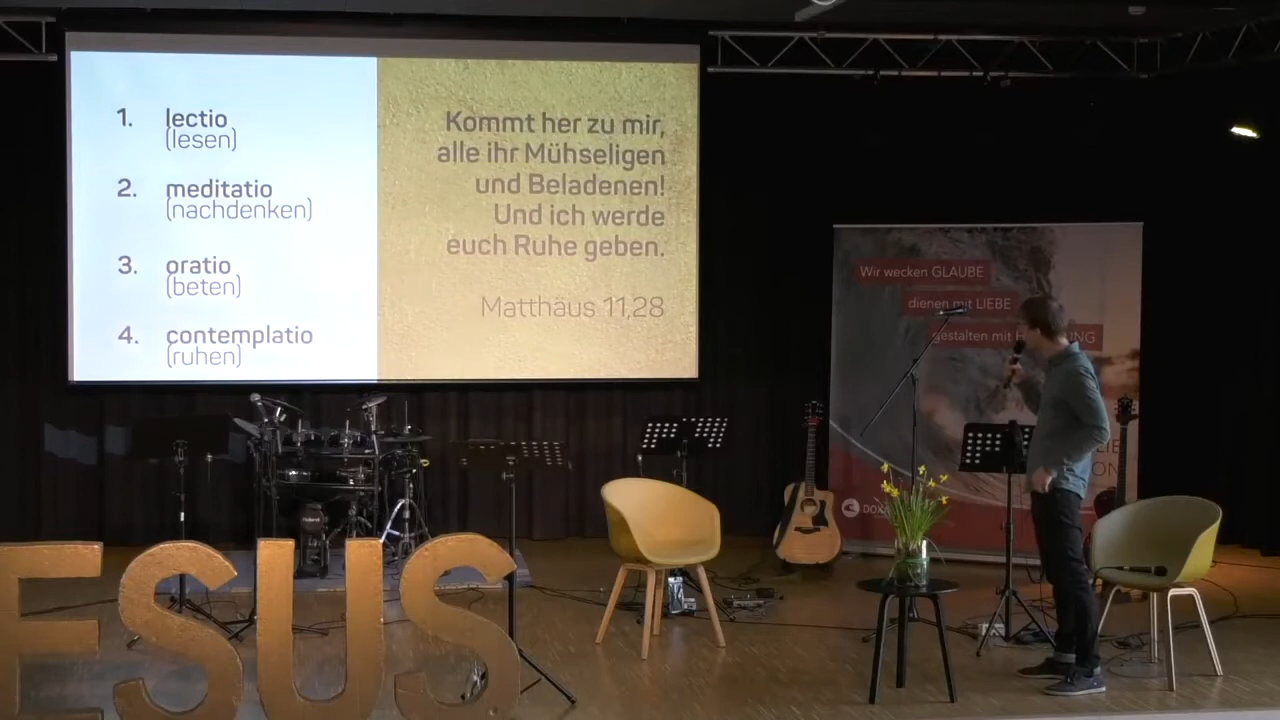 1. lectio
(lesen)
2. meditatio
(nachdenken)
3. oratio
(beten)
4. contemplatio
(ruhen)
Kommt her zu mir,
alle ihr Mühseligen
und Beladenen!
Und ich werde
euch Ruhe geben.
Matthäus 11,28
Wir wecken GLAUBE
dienen mit LIEBE
gestalten mit
ESUS
Roland